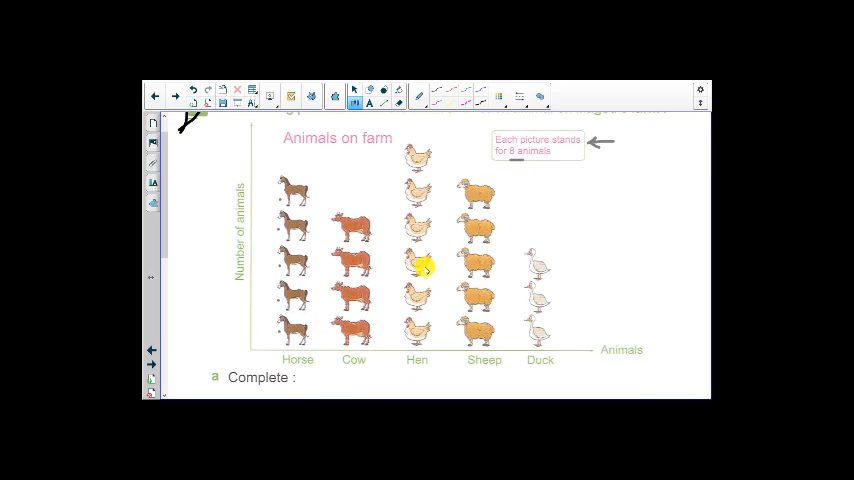 Animals on farm
Each picture stands
for 8 animals
Number of animals
Animals
Horse Cow Hen Sheep Duck
a Complete :